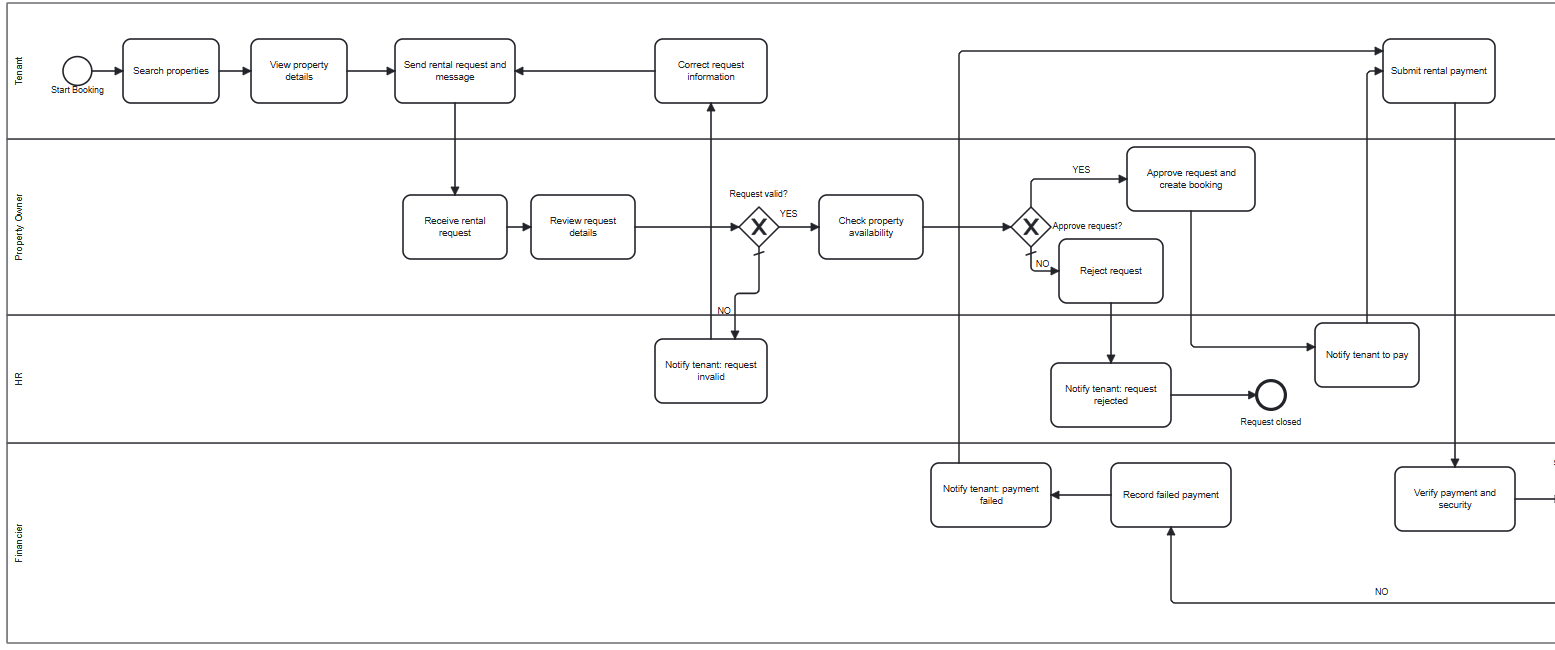 Tenant
Start Booking
Search properties
View property
details
Send rental request and
message
Correct request
information
Submit rental payment
Property Owner
Receive rental
request
Review request
details
Request valid?
YES
NO
Check property
availability
Approve request?
YES
NO
Approve request and
create booking
Reject request
HR
Notify tenant: request
invalid
Notify tenant: request
rejected
Request closed
Notify tenant to pay
Financier
Notify tenant: payment
failed
Record failed payment
Verify payment and
security
NO